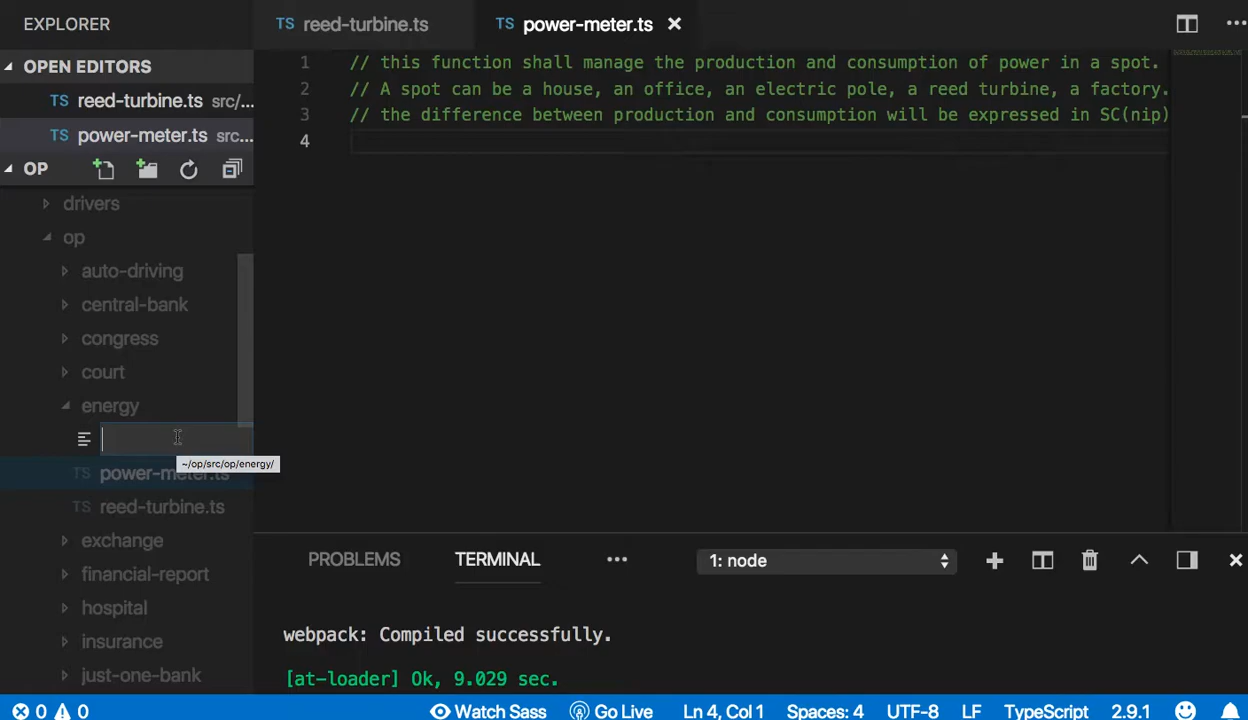 EXPLORER
TS reed-turbine.ts
TS power-meter.ts
OPEN EDITORS
TS reed-turbine.ts src/...
TS power-meter.ts src...
OP
drivers
op
auto-driving
central-bank
congress
court
energy
~/op/src/op/energy/
TS power-meter.ts
TS reed-turbine.ts
exchange
financial-report
hospital
insurance
just-one-bank
1 // this function shall manage the production and consumption of power in a spot.
2 // A spot can be a house, an office, an electric pole, a reed turbine, a factory.
3 // the difference between production and consumption will be expressed in SC(nip)
4
PROBLEMS TERMINAL ... 1: node
webpack: Compiled successfully.
[at-loader] Ok, 9.029 sec.
0 0 Watch Sass Go Live Ln 4, Col 1 Spaces: 4 UTF-8 LF TypeScript 2.9.1